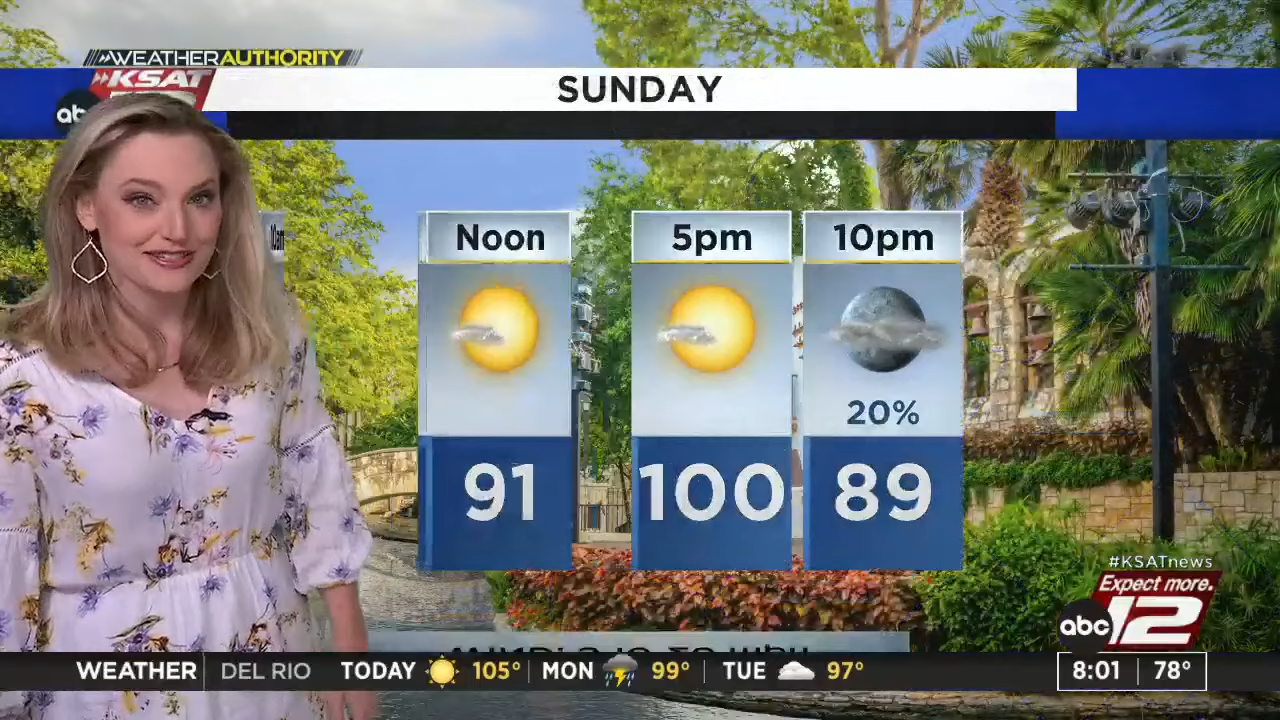 WEATHERAUTHORITY
KSAT
abc
SUNDAY
10am
Noon
5pm
10pm
20%
91
100
89
#KSATnews
Expect more.
abc 12
WEATHER DEL RIO TODAY 105° MON 99° TUE 97° 8:01 78°